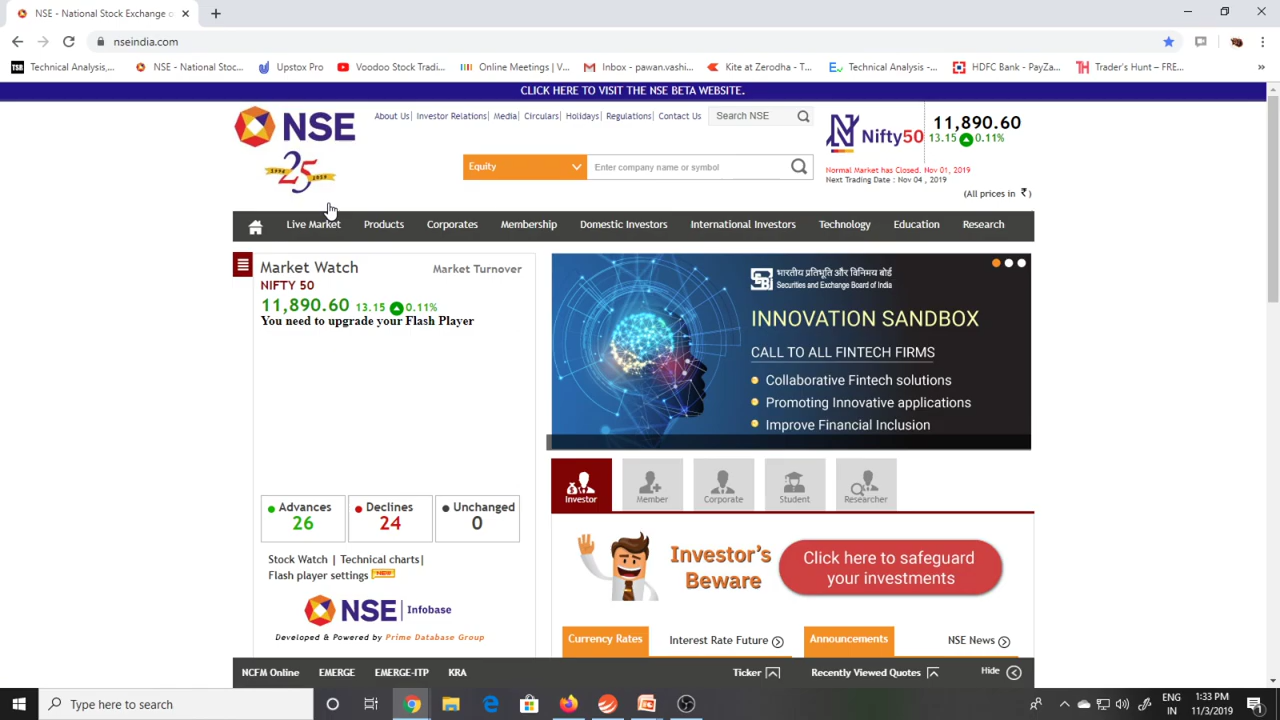 NSE - National Stock Exchange o
nseindia.com
TSR Technical Analysis,...
NSE - National Stoc...
Upstox Pro
Voodoo Stock Tradi...
Online Meetings | V...
Inbox - pawan.vashi...
Kite at Zerodha - T...
Technical Analysis -...
HDFC Bank - PayZa...
TH Trader's Hunt – FRE...
CLICK HERE TO VISIT THE NSE BETA WEBSITE.
NSE
25
About Us| Investor Relations| Media| Circulars| Holidays| Regulations| Contact Us
Search NSE
Equity
Enter company name or symbol
Nifty50
11,890.60
13.15 0.11%
Normal Market has Closed, Nov 01, 2019
Next Trading Date : Nov 04 , 2019
(All prices in ₹ )
Live Market Products Corporates Membership Domestic Investors International Investors Technology Education Research
Market Watch
Market Turnover
NIFTY 50
11,890.60 13.15 0.11%
You need to upgrade your Flash Player
भारतीय प्रतिभूति और विनिमय बोर्ड
Securities and Exchange Board of India
INNOVATION SANDBOX
CALL TO ALL FINTECH FIRMS
Collaborative Fintech solutions
Promoting Innovative applications
Improve Financial Inclusion
Investor
Member
Corporate
Student
Researcher
Advances
26
Declines
24
Unchanged
0
Stock Watch | Technical charts|
Flash player settings NEW
NSE Infobase
Developed & Powered by Prime Database Group
Investor's
Beware
Click here to safeguard
your investments
Currency Rates
Interest Rate Future
Announcements
NSE News
NCFM Online EMERGE EMERGE-ITP KRA
Ticker
Recently Viewed Quotes
Hide
Type here to search
ENG
IN
1:33 PM
11/3/2019